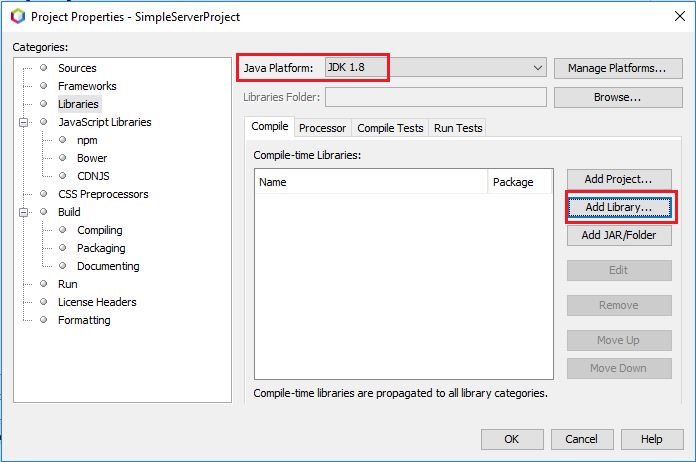 Project Properties - SimpleServerProject
Categories:
Sources
Frameworks
Libraries
JavaScript Libraries
npm
Bower
CDNJS
CSS Preprocessors
Build
Compiling
Packaging
Documenting
Run
License Headers
Formatting
Java Platform: JDK 1.8 Manage Platforms...
Libraries Folder: Browse...
Compile Processor Compile Tests Run Tests
Compile-time Libraries:
Name Package
Add Project...
Add Library...
Add JAR/Folder
Edit
Remove
Move Up
Move Down
Compile-time libraries are propagated to all library categories.
OK Cancel Help